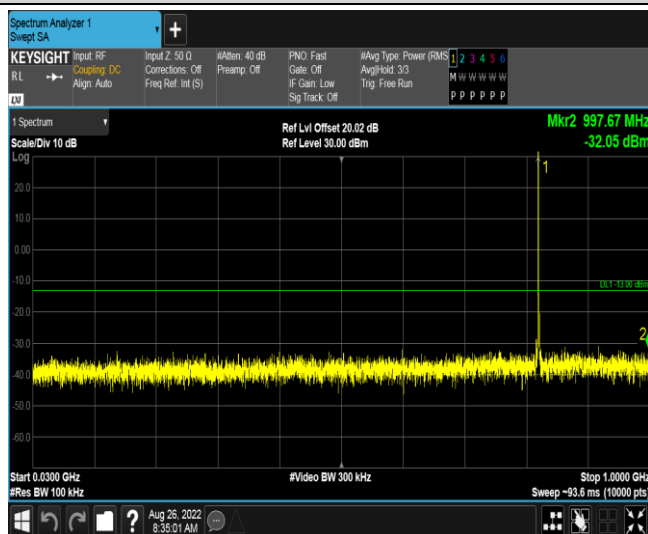 Spectrum Analyzer 1
Swept SA
+
KEYSIGHT Input: RF Input Z: 50 Ω #Atten: 40 dB PNO: Fast #Avg Type: Power (RMS 1 2 3 4 5 6
RL Coupling: DC Corrections: Off Preamp: Off Gate: Off Avg|Hold: 3/3 M W W W W W
Align: Auto Freq Ref: Int (S) IF Gain: Low Trig: Free Run
Sig Track: Off P P P P P P
LXI
1 Spectrum Ref Lvl Offset 20.02 dB Mkr2 997.67 MHz
Scale/Div 10 dB Ref Level 30.00 dBm -32.05 dBm
Log
1
20.0
10.0
0.00
-10.0
DL1 -13.00 dBm
-20.0
-30.0
2
-40.0
-50.0
-60.0
Start 0.0300 GHz #Video BW 300 kHz Stop 1.0000 GHz
#Res BW 100 kHz Sweep ~93.6 ms (10000 pts)
? Aug 26, 2022
8:35:01 AM